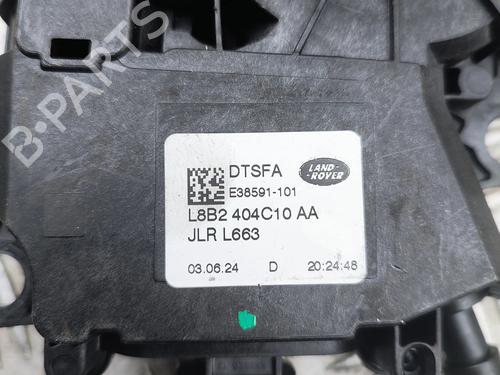 B-PARTS
DTSFA
LAND-
ROVER
E38591-101
L8B2 404C10 AA
JLR L663
03.06.24 D 20:24:48